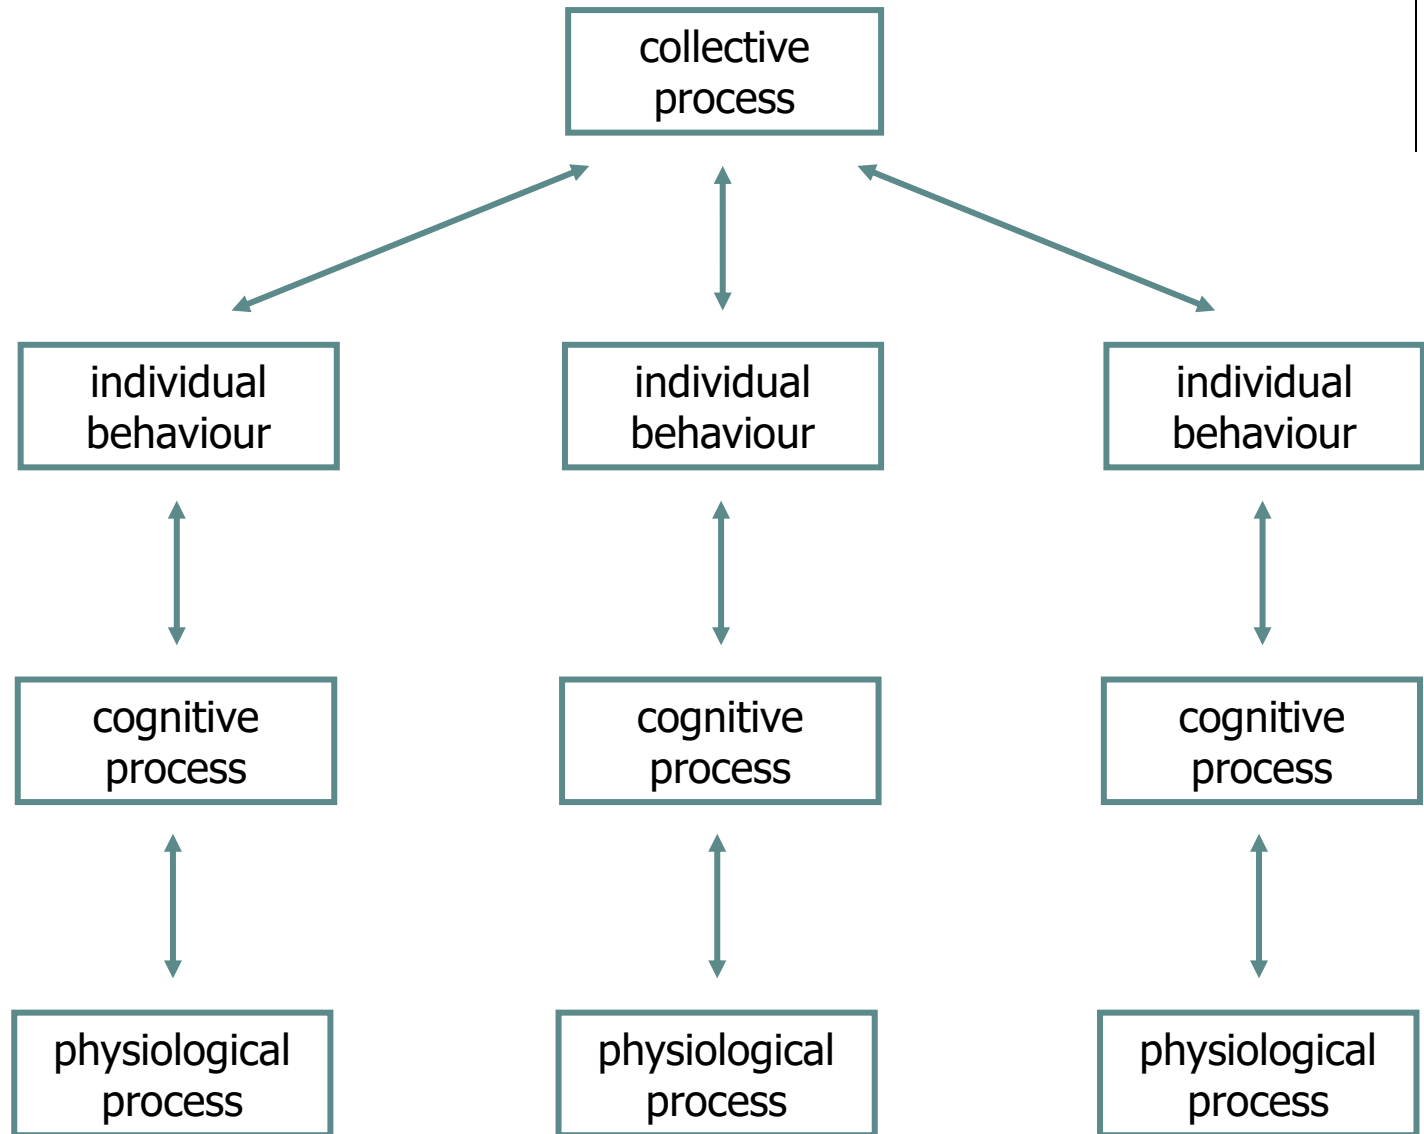 collective
process
individual
behaviour
individual
behaviour
individual
behaviour
cognitive
process
cognitive
process
cognitive
process
physiological
process
physiological
process
physiological
process